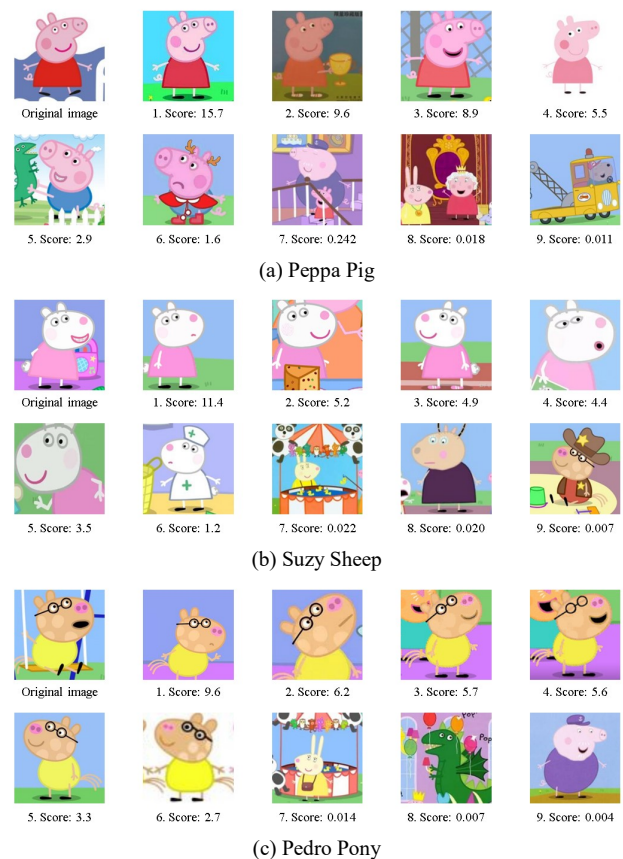 Original image
1. Score: 15.7
2. Score: 9.6
3. Score: 8.9
4. Score: 5.5
5. Score: 2.9
6. Score: 1.6
7. Score: 0.242
8. Score: 0.018
9. Score: 0.011
(a) Peppa Pig
Original image
1. Score: 11.4
2. Score: 5.2
3. Score: 4.9
4. Score: 4.4
5. Score: 3.5
6. Score: 1.2
7. Score: 0.022
8. Score: 0.020
9. Score: 0.007
(b) Suzy Sheep
Original image
1. Score: 9.6
2. Score: 6.2
3. Score: 5.7
4. Score: 5.6
Pop
Pop
5. Score: 3.3
6. Score: 2.7
7. Score: 0.014
8. Score: 0.007
9. Score: 0.004
(c) Pedro Pony